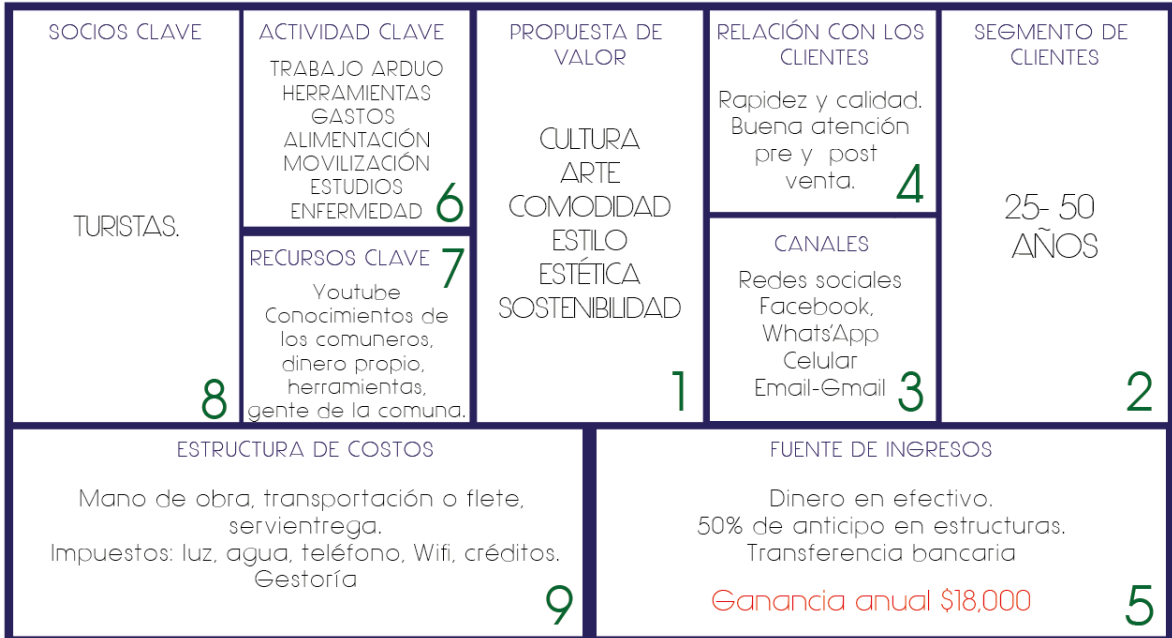 SOCIOS CLAVE
TURISTAS.
8
ACTIVIDAD CLAVE
TRABAJO ARDUO
HERRAMIENTAS
GASTOS
ALIMENTACIÓN
MOVILIZACIÓN
ESTUDIOS
ENFERMEDAD
6
RECURSOS CLAVE
7
Youtube
Conocimientos de
los comuneros,
dinero propio,
herramientas,
gente de la comuna.
PROPUESTA DE
VALOR
CULTURA
ARTE
COMODIDAD
ESTILO
ESTÉTICA
SOSTENIBILIDAD
1
RELACIÓN CON LOS
CLIENTES
Rapidez y calidad.
Buena atención
pre y post
venta.
4
CANALES
Redes sociales
Facebook,
Whats'App
Celular
Email-Gmail
3
SEGMENTO DE
CLIENTES
25- 50
AÑOS
2
ESTRUCTURA DE COSTOS
Mano de obra, transportación o flete,
servientrega.
Impuestos: luz, agua, teléfono, Wifi, créditos.
Gestoría
9
FUENTE DE INGRESOS
Dinero en efectivo.
50% de anticipo en estructuras.
Transferencia bancaria
Ganancia anual $18,000
5